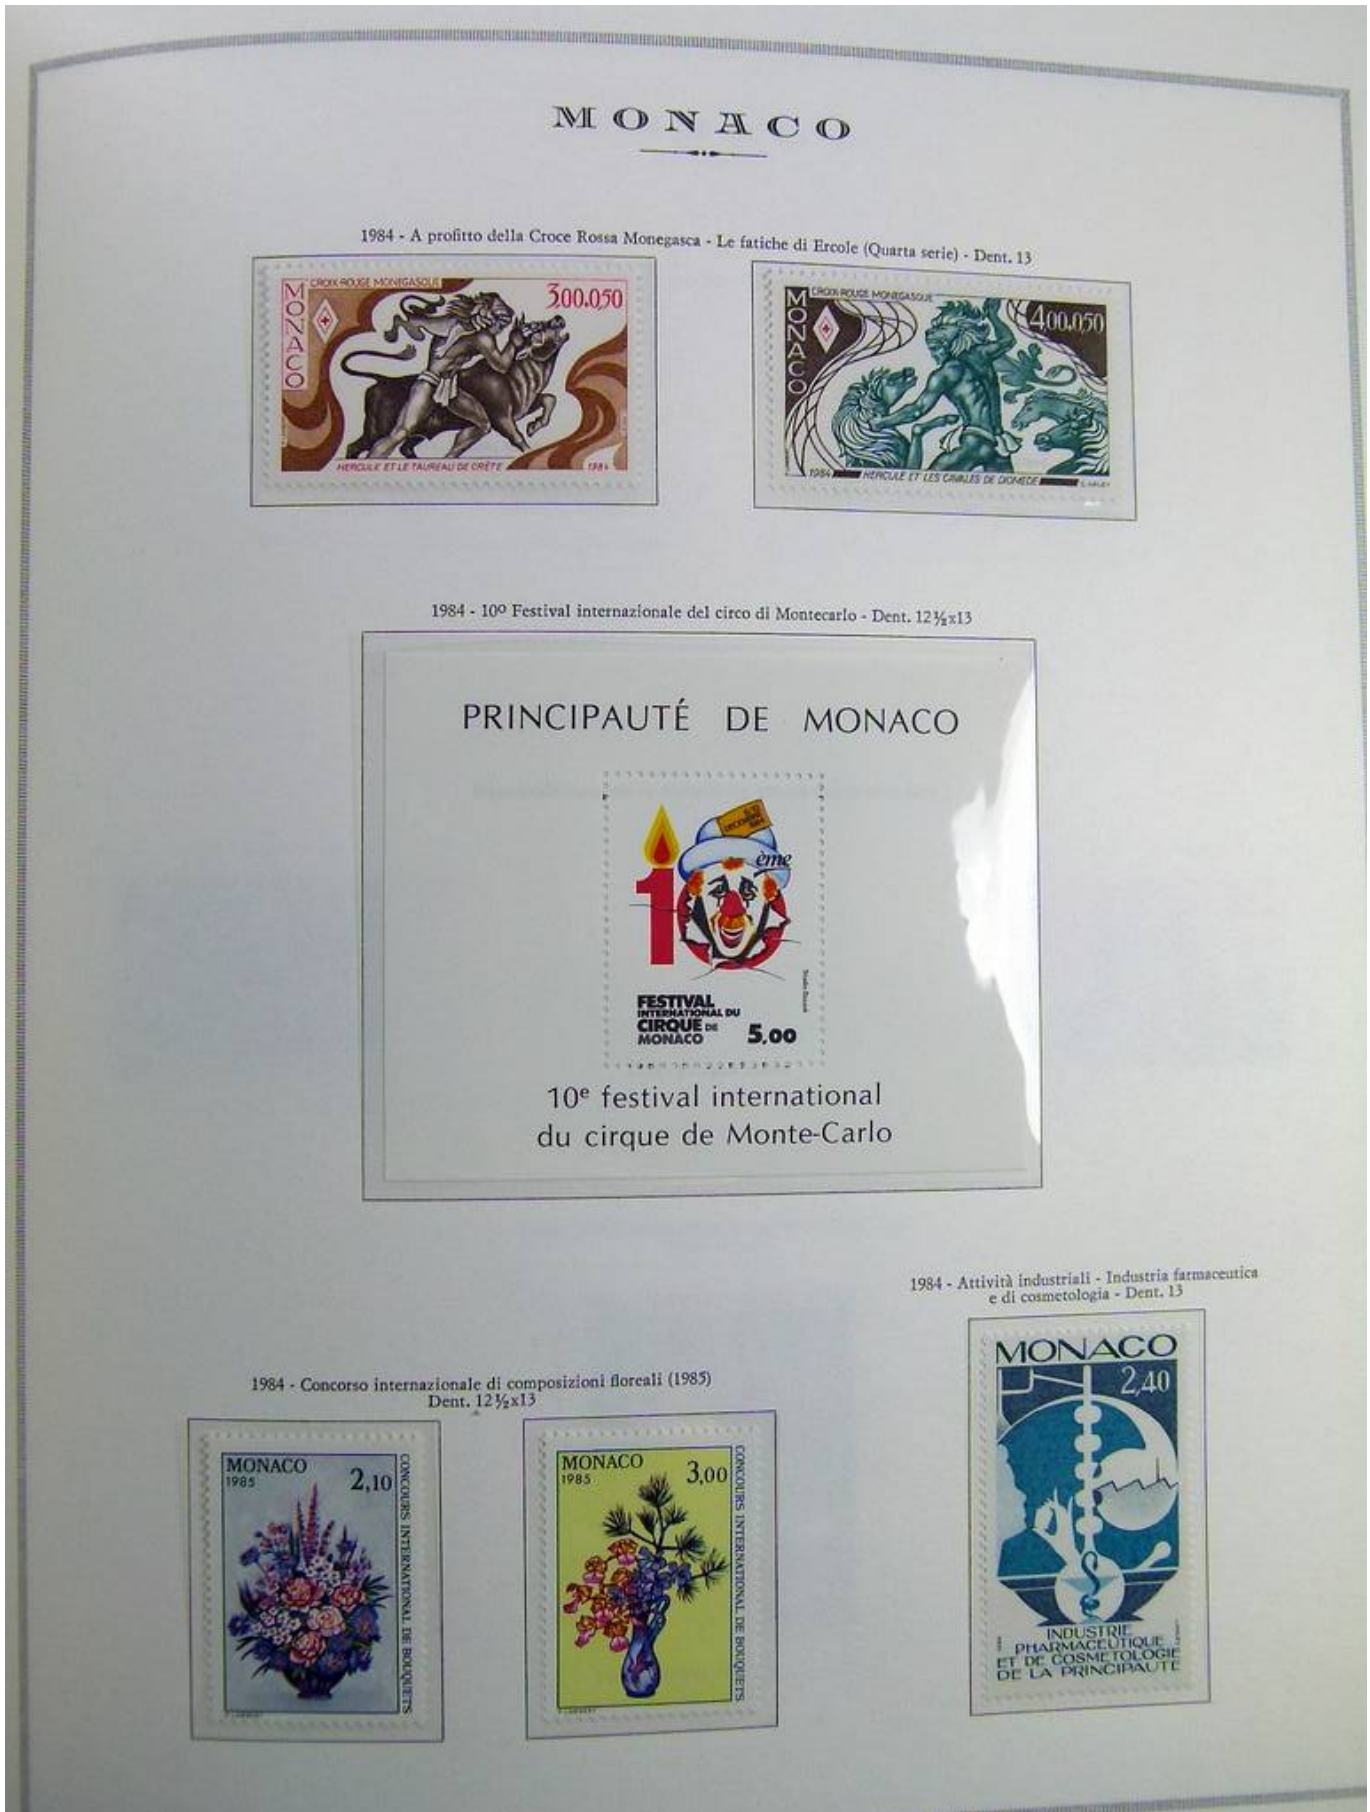 MONACO
1984 - A profitto della Croce Rossa Monegasca - Le fatiche di Ercole (Quarta serie) - Dent. 13
MONACO
CROIX-ROUGE MONEGASQUE
3.00+0.50
HERCULE ET LE TAUREAU DE CRÈTE
1984
MONACO
CROIX-ROUGE MONEGASQUE
4.00+0.50
1984
HERCULE ET LES CAVALES DE DIOMEDE
1984 - 10º Festival internazionale del circo di Montecarlo - Dent. 12½x13
PRINCIPAUTÉ DE MONACO
DECEMBRE
10ème
FESTIVAL
INTERNATIONAL DU
CIRQUE DE
MONACO
5,00
10e festival international
du cirque de Monte-Carlo
1984 - Attività industriali - Industria farmaceutica
e di cosmetologia - Dent. 13
MONACO
2,40
INDUSTRIE
PHARMACEUTIQUE
ET DE COSMETOLOGIE
DE LA PRINCIPAUTE
1984 - Concorso internazionale di composizioni floreali (1985)
Dent. 12½x13
MONACO
1985
2,10
CONCOURS INTERNATIONAL DE BOUQUETS
MONACO
1985
3,00
CONCOURS INTERNATIONAL DE BOUQUETS